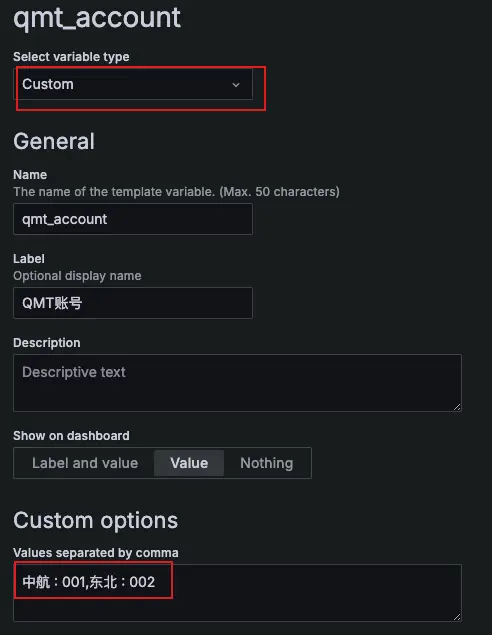 qmt_account
Select variable type
Custom
General
Name
The name of the template variable. (Max. 50 characters)
qmt_account
Label
Optional display name
QMT账号
Description
Descriptive text
Show on dashboard
Label and value Value Nothing
Custom options
Values separated by comma
中航 : 001,东北 : 002